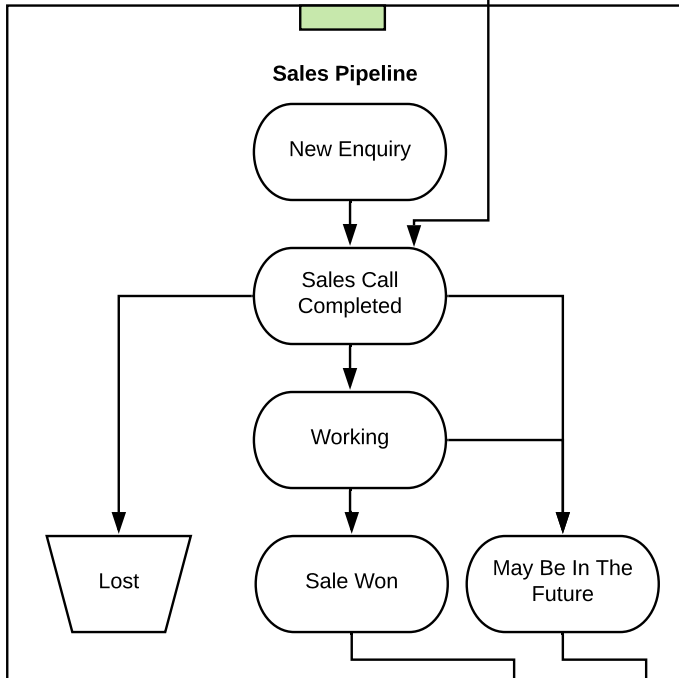 Sales Pipeline
New Enquiry
Sales Call
Completed
Working
Lost
Sale Won
May Be In The
Future